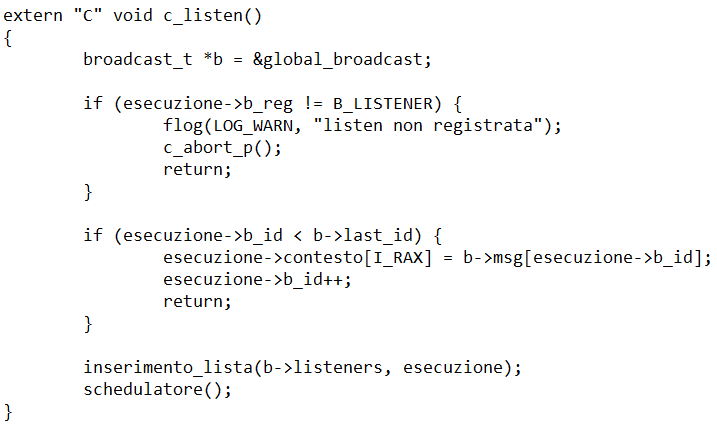 extern "C" void c_listen()
{
        broadcast_t *b = &global_broadcast;

        if (esecuzione->b_reg != B_LISTENER) {
                flog(LOG_WARN, "listen non registrata");
                c_abort_p();
                return;
        }

        if (esecuzione->b_id < b->last_id) {
                esecuzione->contesto[I_RAX] = b->msg[esecuzione->b_id];
                esecuzione->b_id++;
                return;
        }

        inserimento_lista(b->listeners, esecuzione);
        schedulatore();
}